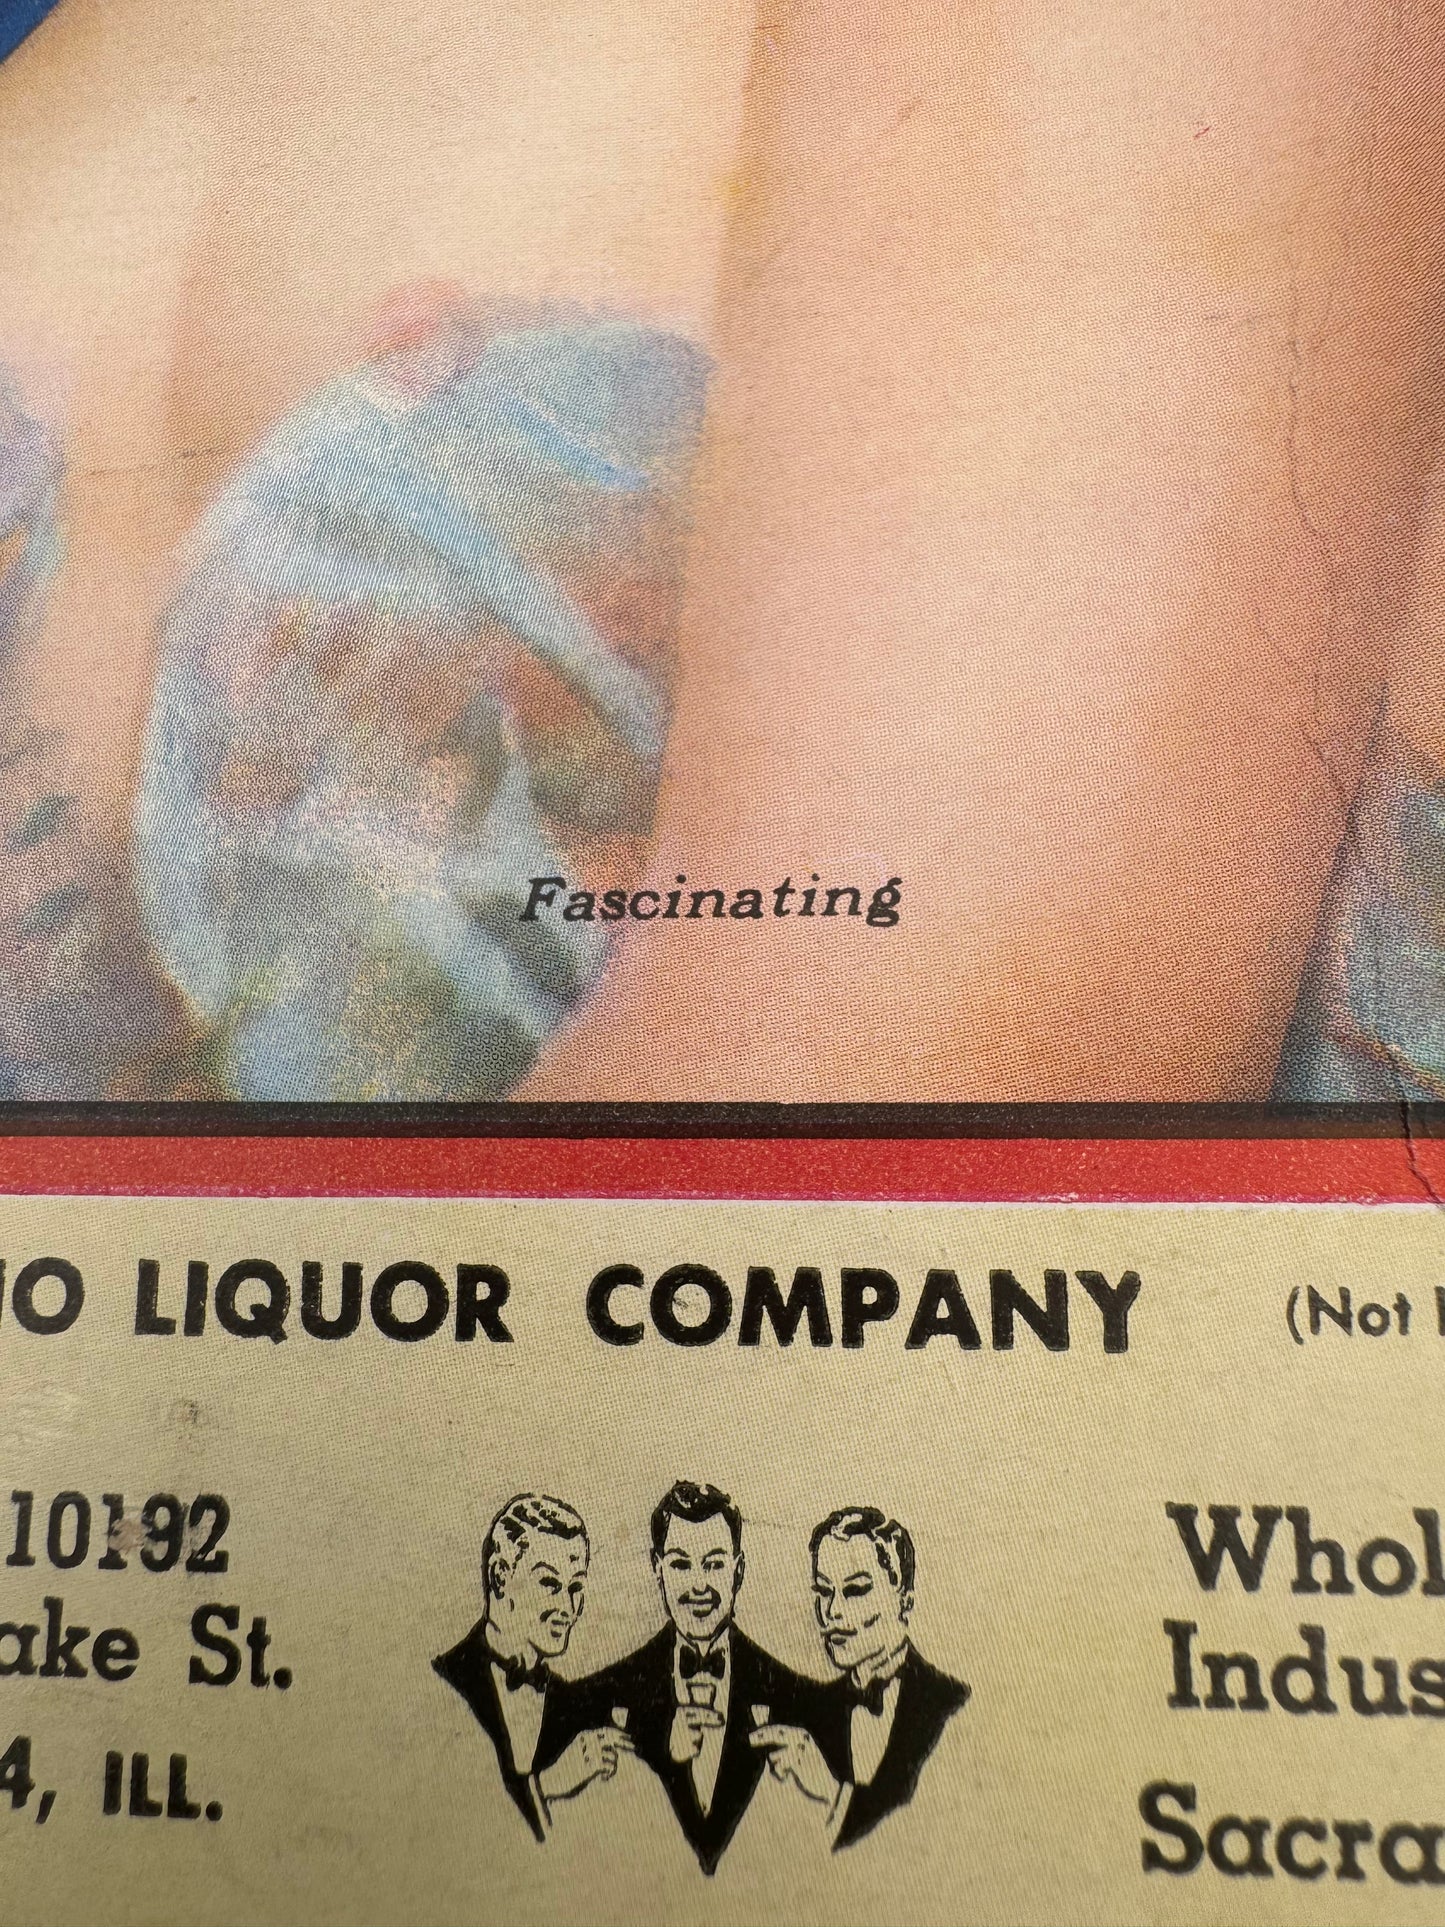 Fascinating
IO LIQUOR COMPANY (Not
10192
ake St.
4, ILL.
Whol
Indus
Sacra